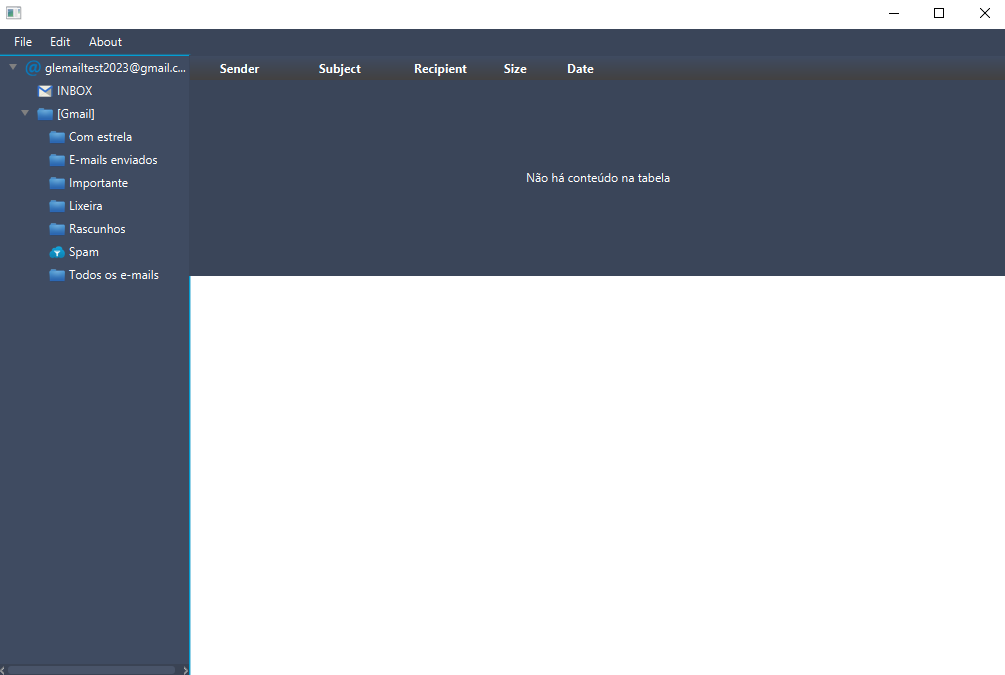 File Edit About
glemailtest2023@gmail.c...
INBOX
[Gmail]
Com estrela
E-mails enviados
Importante
Lixeira
Rascunhos
Spam
Todos os e-mails
Sender Subject Recipient Size Date
Não há conteúdo na tabela